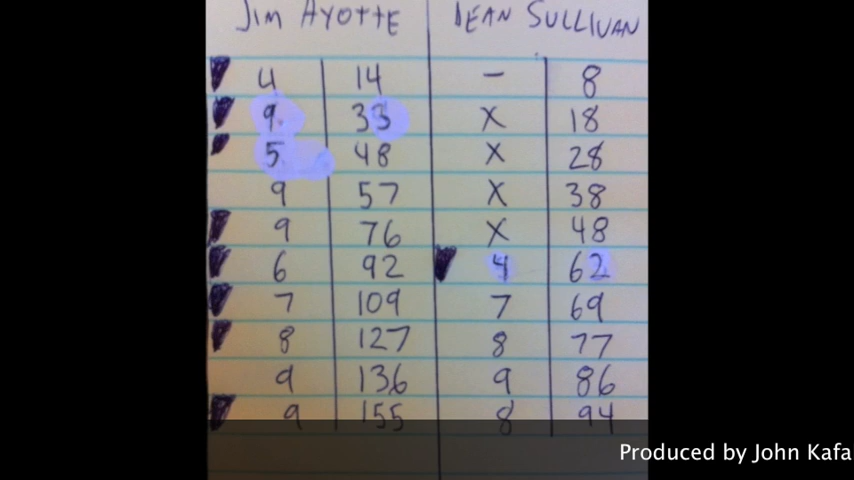 JIM AYOTTE DEAN SULLIVAN
4 14 - 8
9 33 X 18
5 48 X 28
9 57 X 38
9 76 X 48
6 92 4 62
7 109 7 69
8 127 8 77
9 136 9 86
9 155 8 94
Produced by John Kafa